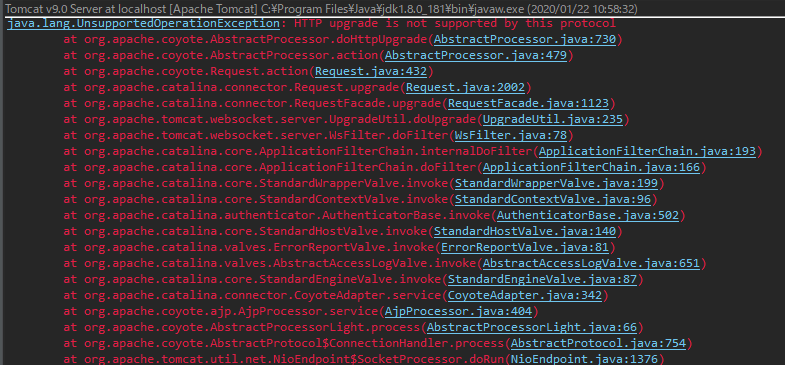 Tomcat v9.0 Server at localhost [Apache Tomcat] C:¥Program Files¥Java¥jdk1.8.0_181¥bin¥javaw.exe (2020/01/22 10:58:32)
java.lang.UnsupportedOperationException: HTTP upgrade is not supported by this protocol
at org.apache.coyote.AbstractProcessor.doHttpUpgrade(AbstractProcessor.java:730)
at org.apache.coyote.AbstractProcessor.action(AbstractProcessor.java:479)
at org.apache.coyote.Request.action(Request.java:432)
at org.apache.catalina.connector.Request.upgrade(Request.java:2002)
at org.apache.catalina.connector.RequestFacade.upgrade(RequestFacade.java:1123)
at org.apache.tomcat.websocket.server.UpgradeUtil.doUpgrade(UpgradeUtil.java:235)
at org.apache.tomcat.websocket.server.WsFilter.doFilter(WsFilter.java:78)
at org.apache.catalina.core.ApplicationFilterChain.internalDoFilter(ApplicationFilterChain.java:193)
at org.apache.catalina.core.ApplicationFilterChain.doFilter(ApplicationFilterChain.java:166)
at org.apache.catalina.core.StandardWrapperValve.invoke(StandardWrapperValve.java:199)
at org.apache.catalina.core.StandardContextValve.invoke(StandardContextValve.java:96)
at org.apache.catalina.authenticator.AuthenticatorBase.invoke(AuthenticatorBase.java:502)
at org.apache.catalina.core.StandardHostValve.invoke(StandardHostValve.java:140)
at org.apache.catalina.valves.ErrorReportValve.invoke(ErrorReportValve.java:81)
at org.apache.catalina.valves.AbstractAccessLogValve.invoke(AbstractAccessLogValve.java:651)
at org.apache.catalina.core.StandardEngineValve.invoke(StandardEngineValve.java:87)
at org.apache.catalina.connector.CoyoteAdapter.service(CoyoteAdapter.java:342)
at org.apache.coyote.ajp.AjpProcessor.service(AjpProcessor.java:404)
at org.apache.coyote.AbstractProcessorLight.process(AbstractProcessorLight.java:66)
at org.apache.coyote.AbstractProtocol$ConnectionHandler.process(AbstractProtocol.java:754)
at org.apache.tomcat.util.net.NioEndpoint$SocketProcessor.doRun(NioEndpoint.java:1376)